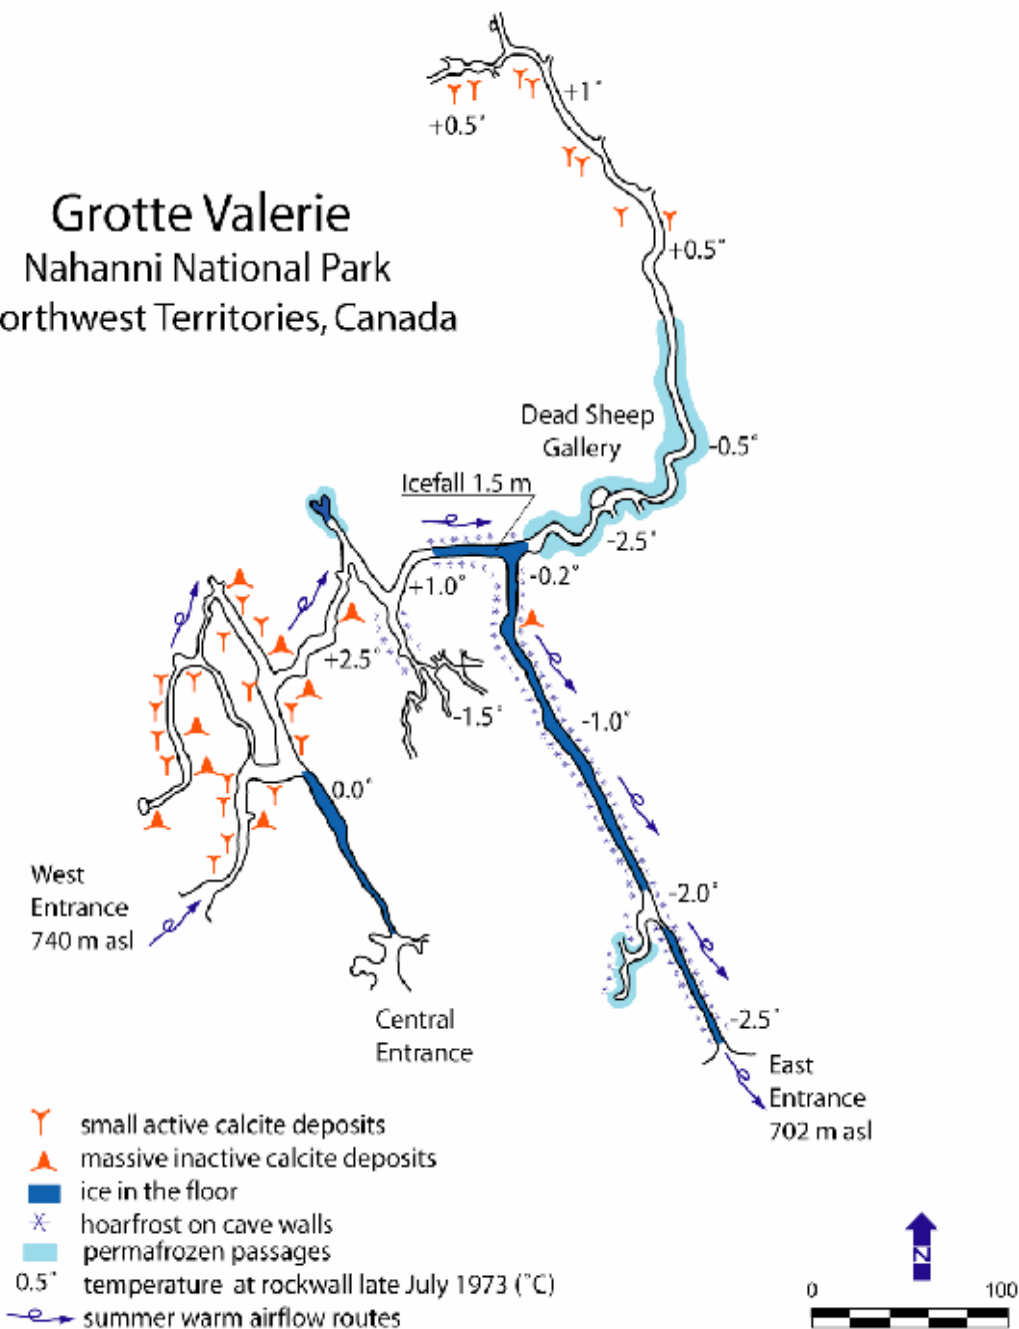 +1˚
+0.5˚
Grotte Valerie
Nahanni National Park
orthwest Territories, Canada
+0.5˚
Dead Sheep
Gallery
-0.5˚
Icefall 1.5 m
-2.5˚
+1.0˚
-0.2˚
+2.5˚
-1.5˚
-1.0˚
0.0˚
West
Entrance
740 m asl
-2.0˚
Central
Entrance
-2.5˚
East
Entrance
702 m asl
small active calcite deposits
massive inactive calcite deposits
ice in the floor
hoarfrost on cave walls
permafrozen passages
0.5˚ temperature at rockwall late July 1973 (˚C)
summer warm airflow routes
N
0 100